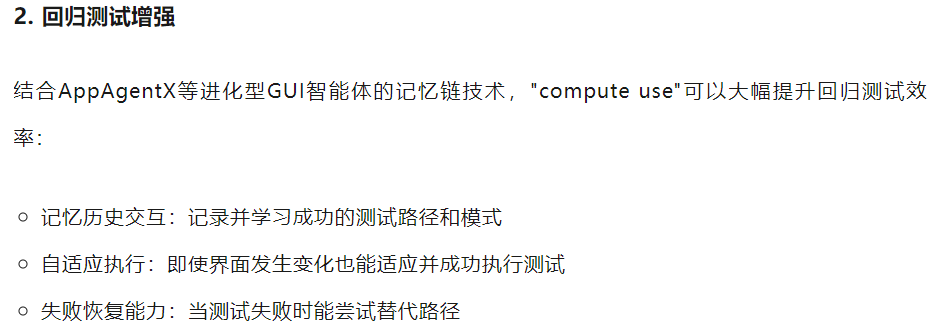 2. 回归测试增强
结合AppAgentX等进化型GUI智能体的记忆链技术，"compute use"可以大幅提升回归测试效
率：
记忆历史交互：记录并学习成功的测试路径和模式
自适应执行：即使界面发生变化也能适应并成功执行测试
失败恢复能力：当测试失败时能尝试替代路径